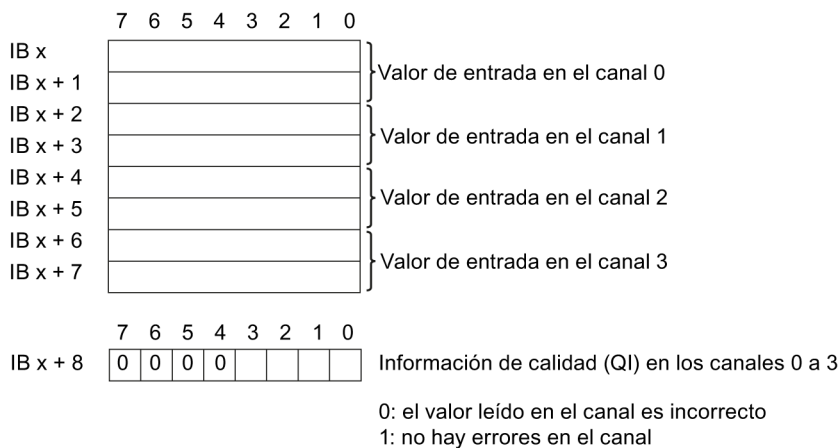 7 6 5 4 3 2 1 0
IB x
IB x + 1
Valor de entrada en el canal 0
IB x + 2
IB x + 3
Valor de entrada en el canal 1
IB x + 4
IB x + 5
Valor de entrada en el canal 2
IB x + 6
IB x + 7
Valor de entrada en el canal 3
7 6 5 4 3 2 1 0
IB x + 8 0 0 0 0 Información de calidad (QI) en los canales 0 a 3
0: el valor leído en el canal es incorrecto
1: no hay errores en el canal